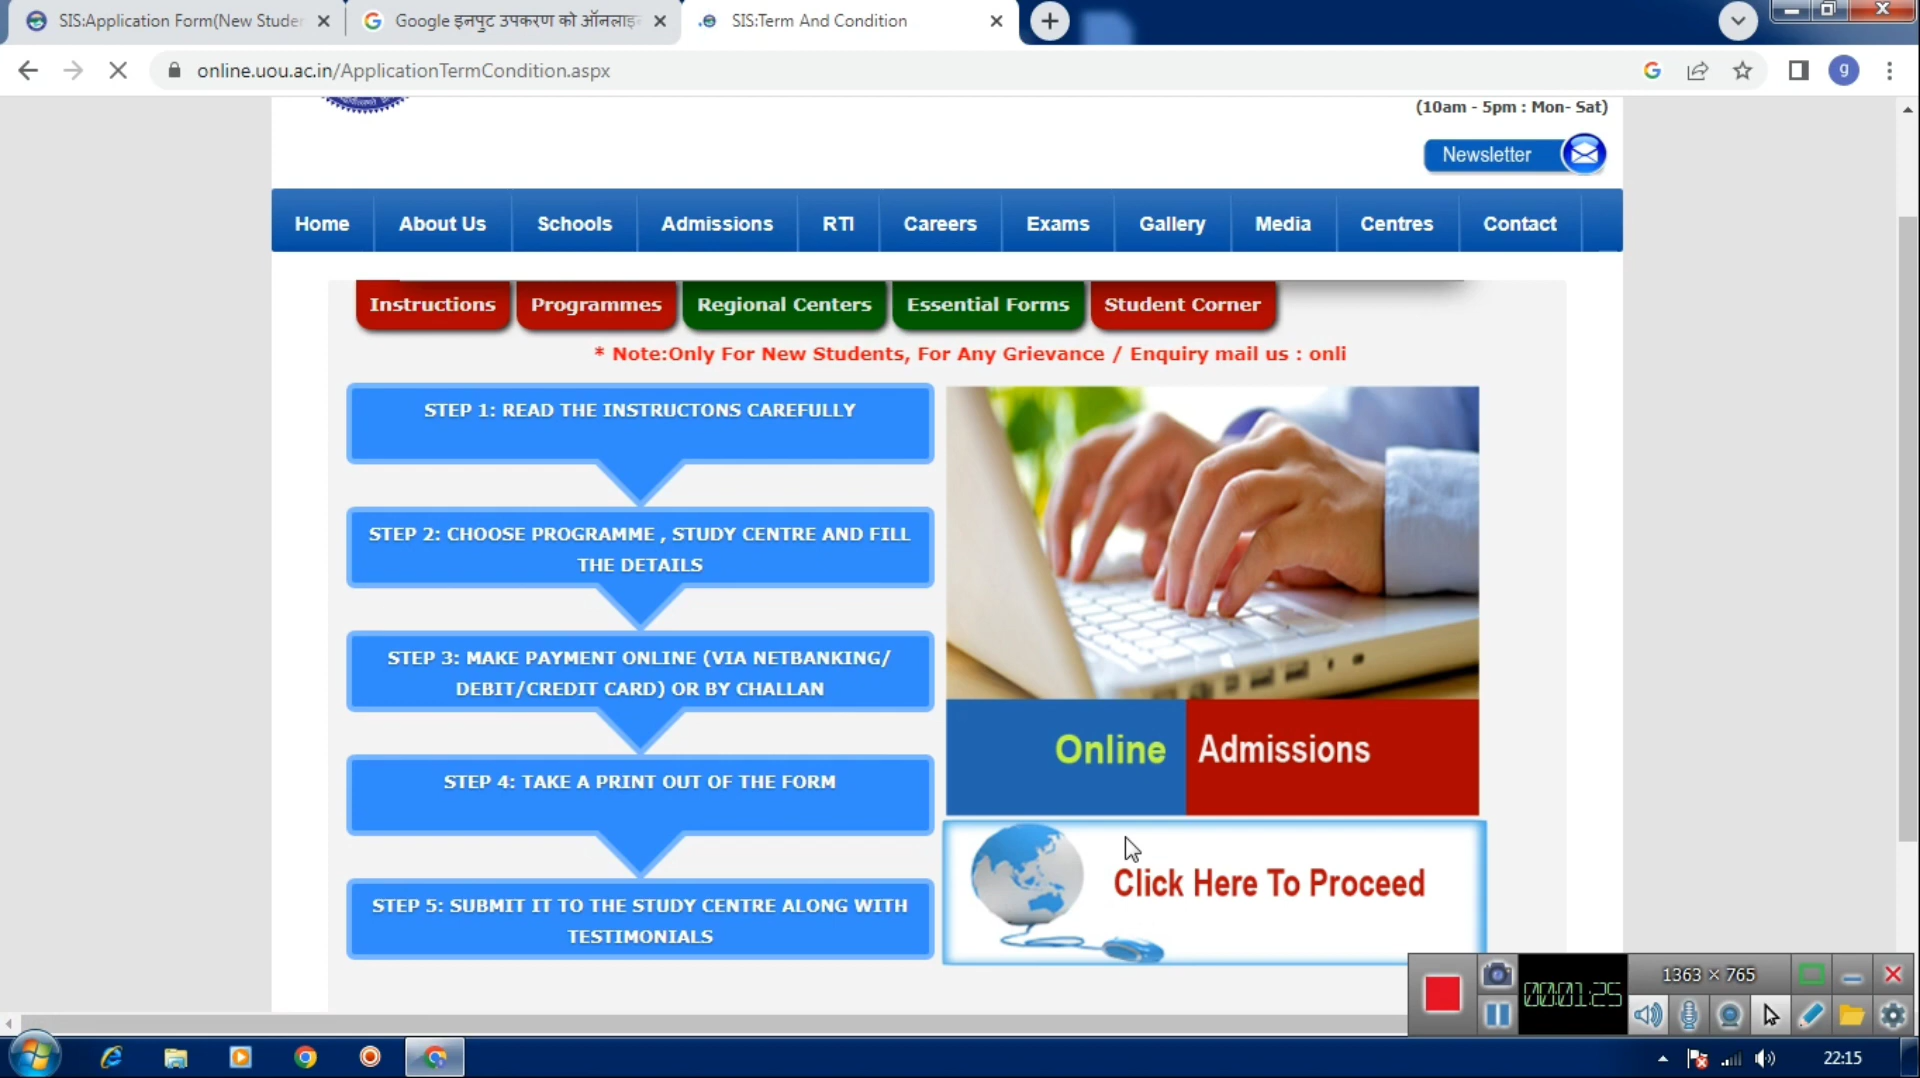 SIS:Application Form(New Studer
Google इनपुट उपकरण को ऑनलाइन
SIS:Term And Condition
online.uou.ac.in/ApplicationTermCondition.aspx
g
(10am - 5pm : Mon- Sat)
Newsletter
Home About Us Schools Admissions RTI Careers Exams Gallery Media Centres Contact
Instructions Programmes Regional Centers Essential Forms Student Corner
* Note:Only For New Students, For Any Grievance / Enquiry mail us : onli
STEP 1: READ THE INSTRUCTONS CAREFULLY
STEP 2: CHOOSE PROGRAMME , STUDY CENTRE AND FILL
THE DETAILS
STEP 3: MAKE PAYMENT ONLINE (VIA NETBANKING/
DEBIT/CREDIT CARD) OR BY CHALLAN
STEP 4: TAKE A PRINT OUT OF THE FORM
STEP 5: SUBMIT IT TO THE STUDY CENTRE ALONG WITH
TESTIMONIALS
Online Admissions
Click Here To Proceed
1363 × 765
00:01:25
22:15